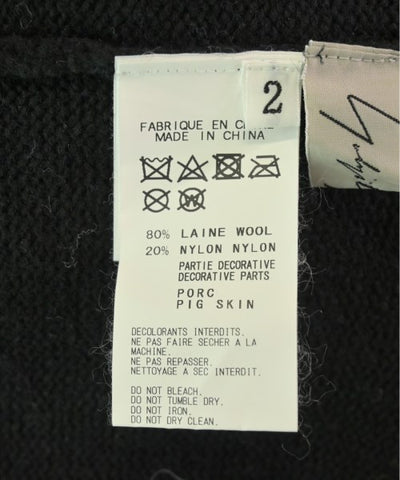 2
FABRIQUE EN
MADE IN CHINA
80% LAINE WOOL
20% NYLON NYLON
PARTIE DECORATIVE
DECORATIVE PARTS
PORC
PIG SKIN
DECOLORANTS INTERDITS.
NE PAS FAIRE SECHER A LA
MACHINE.
NE PAS REPASSER.
NETTOYAGE A SEC INTERDIT.
DO NOT BLEACH.
DO NOT TUMBLE DRY.
DO NOT IRON.
DO NOT DRY CLEAN.